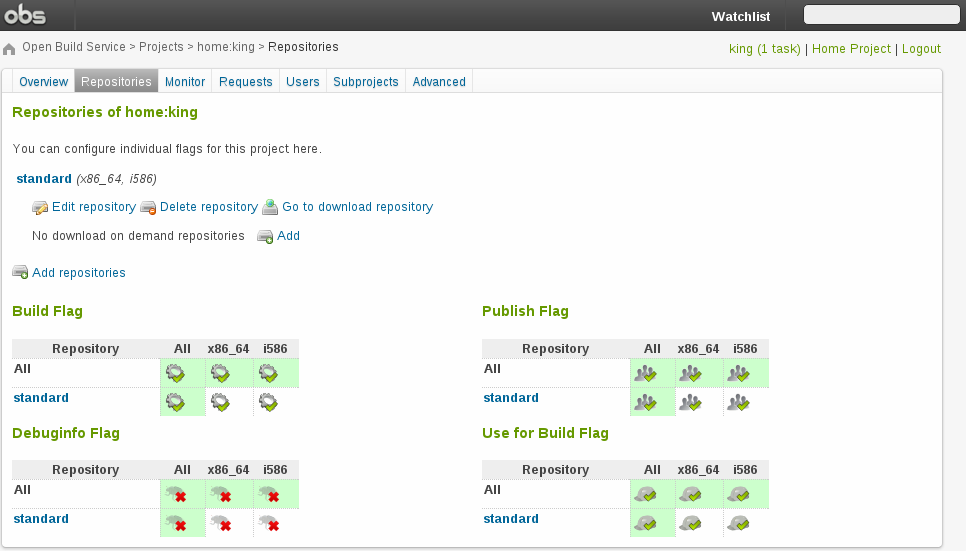 obs
Watchlist
Open Build Service > Projects > home:king > Repositories
king (1 task) | Home Project | Logout
Overview Repositories Monitor Requests Users Subprojects Advanced
Repositories of home:king
You can configure individual flags for this project here.
standard (x86_64, i586)
Edit repository Delete repository Go to download repository
No download on demand repositories Add
Add repositories
Build Flag
Repository All x86_64 i586
All
standard
Publish Flag
Repository All x86_64 i586
All
standard
Debuginfo Flag
Repository All x86_64 i586
All
standard
Use for Build Flag
Repository All x86_64 i586
All
standard